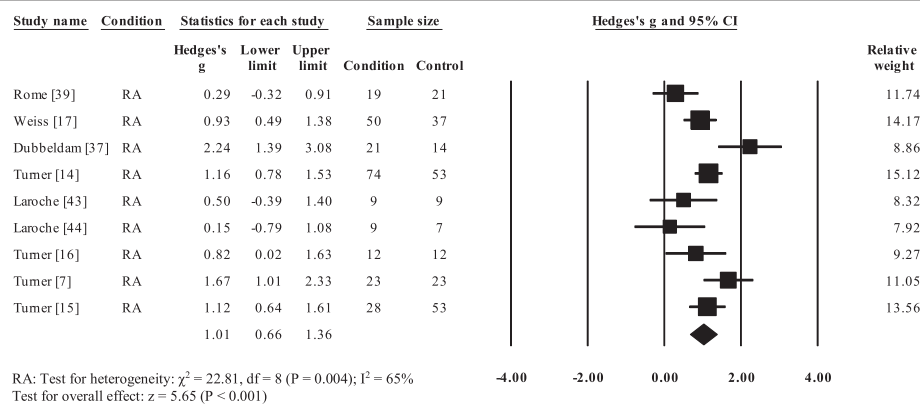 Study name Condition Statistics for each study Sample size Hedges's g and 95% CI
Hedges's g Lower limit Upper limit Condition Control Relative weight
Rome [39] RA 0.29 -0.32 0.91 19 21 11.74
Weiss [17] RA 0.93 0.49 1.38 50 37 14.17
Dubbeldam [37] RA 2.24 1.39 3.08 21 14 8.86
Turner [14] RA 1.16 0.78 1.53 74 53 15.12
Laroche [43] RA 0.50 -0.39 1.40 9 9 8.32
Laroche [44] RA 0.15 -0.79 1.08 9 7 7.92
Turner [16] RA 0.82 0.02 1.63 12 12 9.27
Turner [7] RA 1.67 1.01 2.33 23 23 11.05
Turner [15] RA 1.12 0.64 1.61 28 53 13.56
1.01 0.66 1.36
RA: Test for heterogeneity: χ² = 22.81, df = 8 (P = 0.004); I² = 65%
Test for overall effect: z = 5.65 (P < 0.001)
-4.00 -2.00 0.00 2.00 4.00